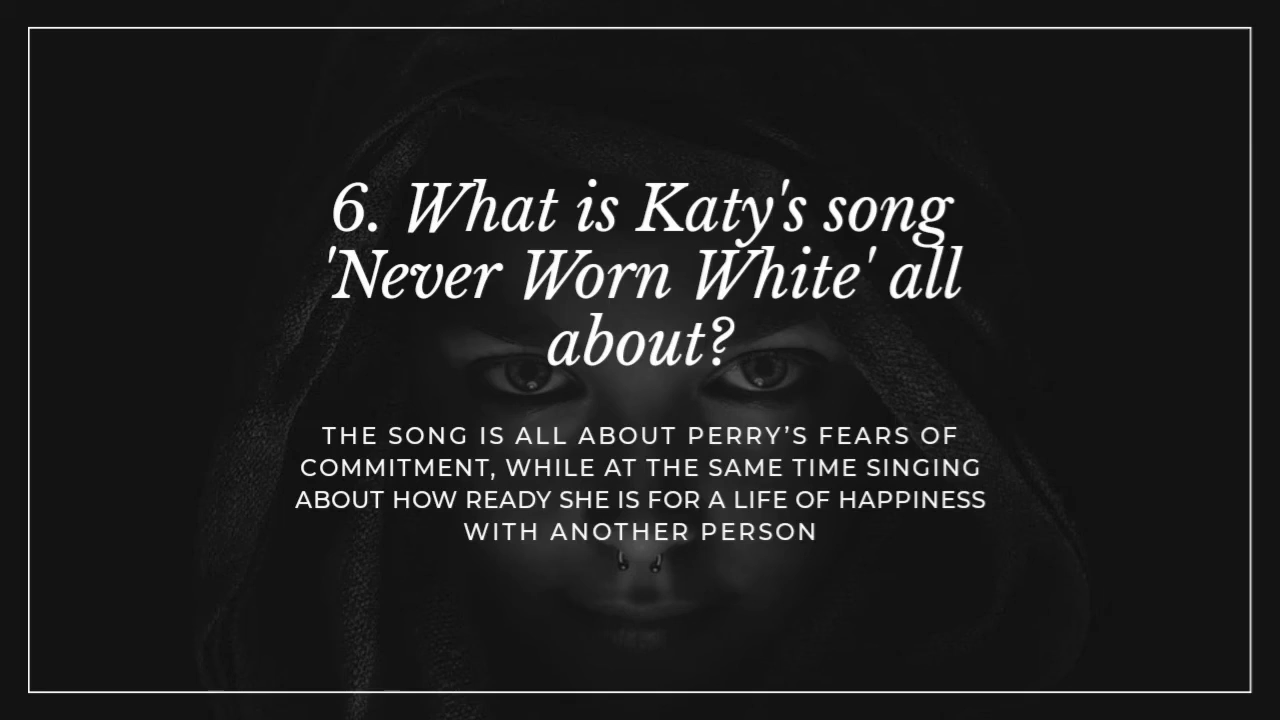 6. What is Katy's song
'Never Worn White' all
about?
THE SONG IS ALL ABOUT PERRY’S FEARS OF
COMMITMENT, WHILE AT THE SAME TIME SINGING
ABOUT HOW READY SHE IS FOR A LIFE OF HAPPINESS
WITH ANOTHER PERSON